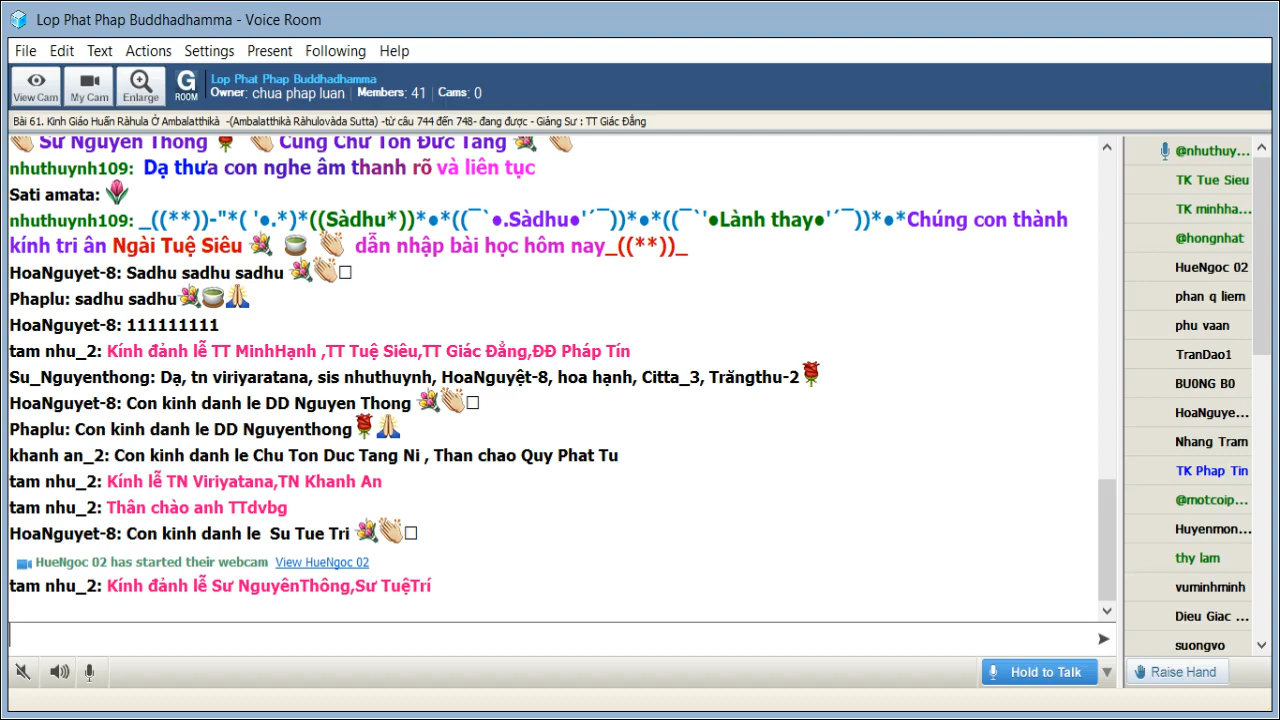 Lop Phat Phap Buddhadhamma - Voice Room
File Edit Text Actions Settings Present Following Help
View Cam My Cam Enlarge G ROOM
Lop Phat Phap Buddhadhamma
Owner: chua phap luan | Members: 41 | Cams: 0
Bài 61. Kinh Giáo Huấn Ràhula Ở Ambalatthikà -(Ambalatthikà Ràhulovàda Sutta) -từ câu 744 đến 748- đang được - Giảng Sư : TT Giác Đẳng
Sư Nguyên Thông Cùng Chư Tôn Đức Tăng
nhuthuynh109: Dạ thưa con nghe âm thanh rõ và liên tục
Sati amata:
nhuthuynh109: _((**))-"*( '●.*)*((Sàdhu*))*●*((¯`●.Sàdhu●'´¯))*●*((¯`'●Lành thay●'´¯))*●*Chúng con thành
kính tri ân Ngài Tuệ Siêu dẫn nhập bài học hôm nay_((**))_
HoaNguyet-8: Sadhu sadhu sadhu
Phaplu: sadhu sadhu
HoaNguyet-8: 111111111
tam nhu_2: Kính đảnh lễ TT MinhHạnh ,TT Tuệ Siêu,TT Giác Đẳng,ĐĐ Pháp Tín
Su_Nguyenthong: Dạ, tn viriyaratana, sis nhuthuynh, HoaNguyệt-8, hoa hạnh, Citta_3, Trăngthu-2
HoaNguyet-8: Con kinh danh le DD Nguyen Thong
Phaplu: Con kinh danh le DD Nguyenthong
khanh an_2: Con kinh danh le Chu Ton Duc Tang Ni , Than chao Quy Phat Tu
tam nhu_2: Kính lễ TN Viriyatana,TN Khanh An
tam nhu_2: Thân chào anh TTdvbg
HoaNguyet-8: Con kinh danh le Su Tue Tri
HueNgoc 02 has started their webcam View HueNgoc 02
tam nhu_2: Kính đảnh lễ Sư NguyênThông,Sư TuệTrí
@nhuthuy...
TK Tue Sieu
TK minhha...
@hongnhat
HueNgoc 02
phan q liem
phu vaan
TranDao1
BU0NG B0
HoaNguye...
Nhang Tram
TK Phap Tin
@motcoip...
Huyenmon...
thy lam
vuminhminh
Dieu Giac ...
suongvo
Hold to Talk
Raise Hand